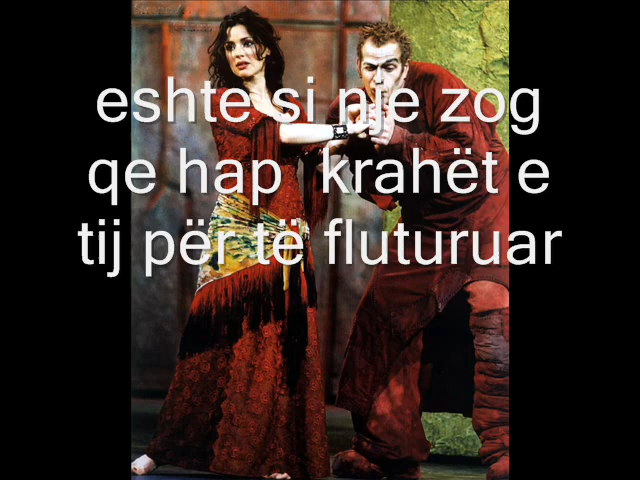 eshte si nje zog
qe hap krahët e
tij për të fluturuar